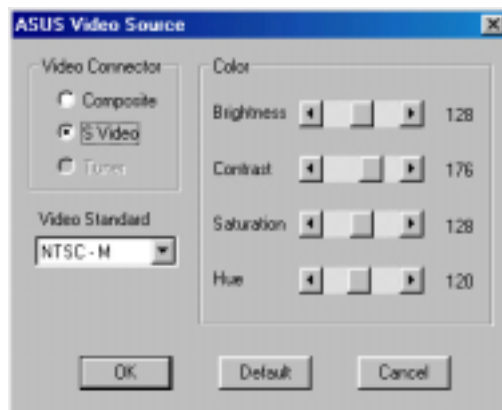 ASUS Video Source
Video Connector
Composite
S Video
Tuner
Video Standard
NTSC - M
Color
Brightness 128
Contrast 176
Saturation 128
Hue 120
OK Default Cancel